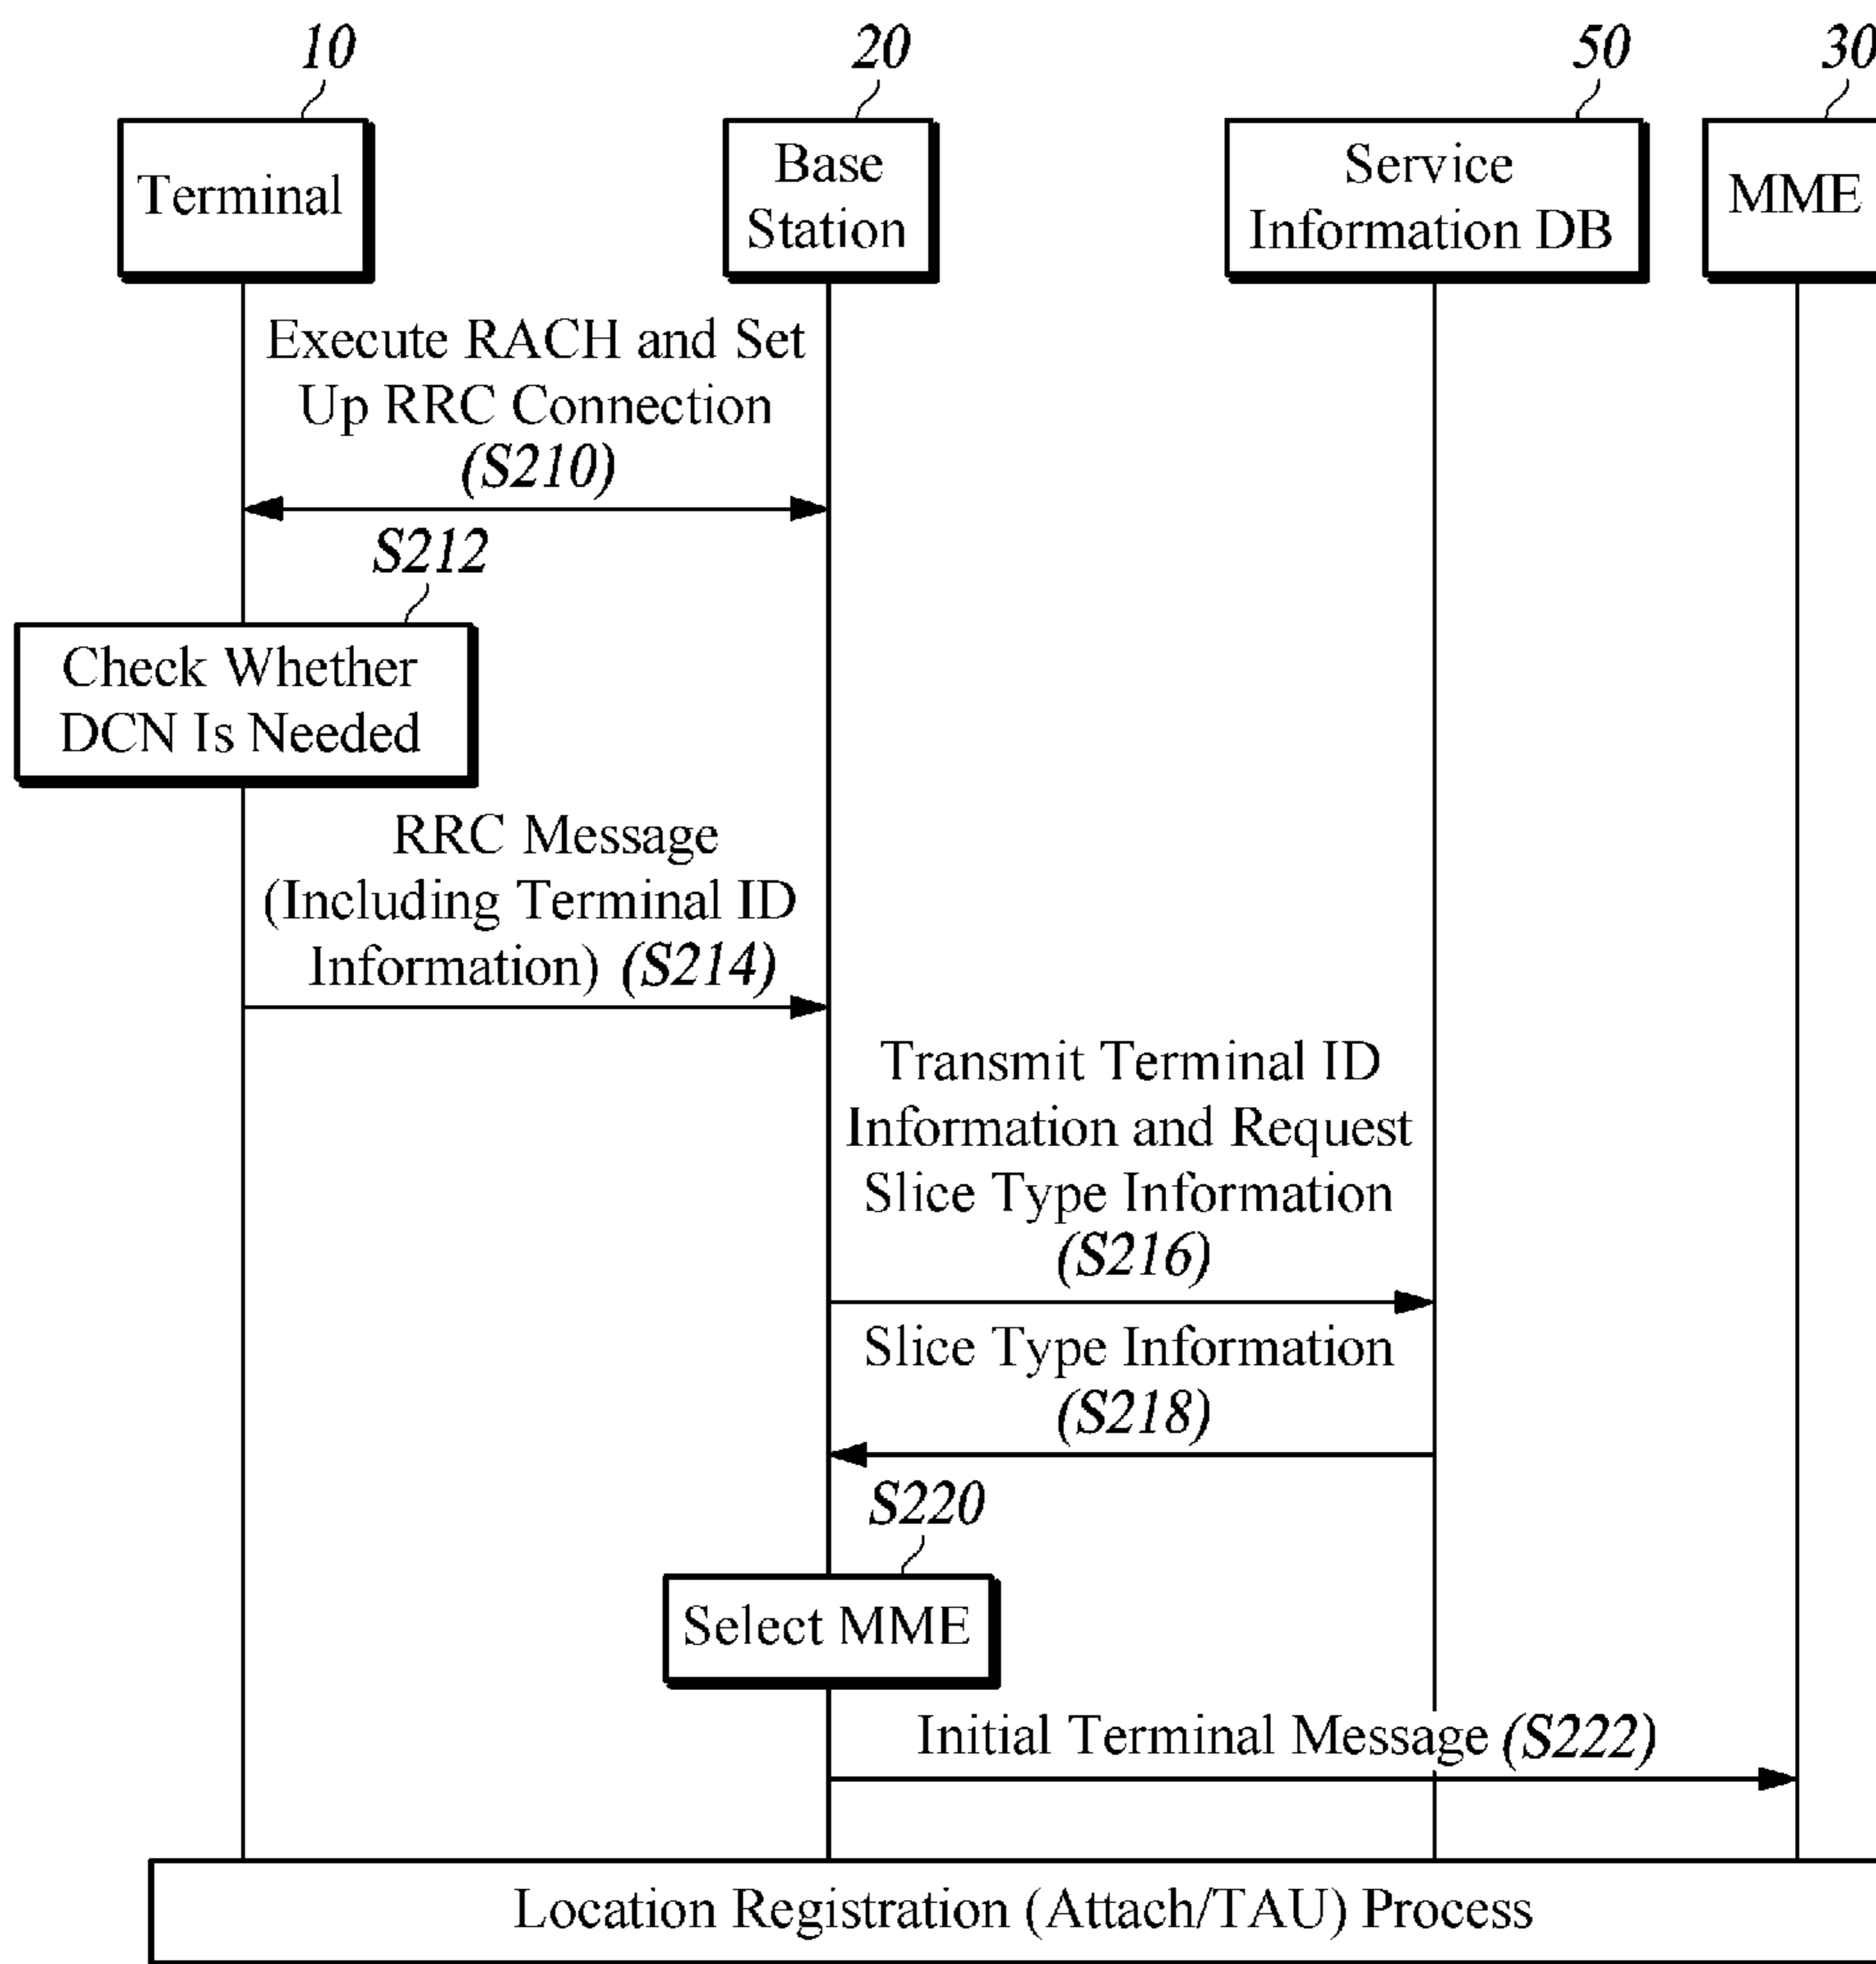 10
20
50
30
Terminal
Base
Station
Service
Information DB
MME
Execute RACH and Set
Up RRC Connection
(S210)
S212
Check Whether
DCN Is Needed
RRC Message
(Including Terminal ID
Information) (S214)
Transmit Terminal ID
Information and Request
Slice Type Information
(S216)
Slice Type Information
(S218)
S220
Select MME
Initial Terminal Message (S222)
Location Registration (Attach/TAU) Process